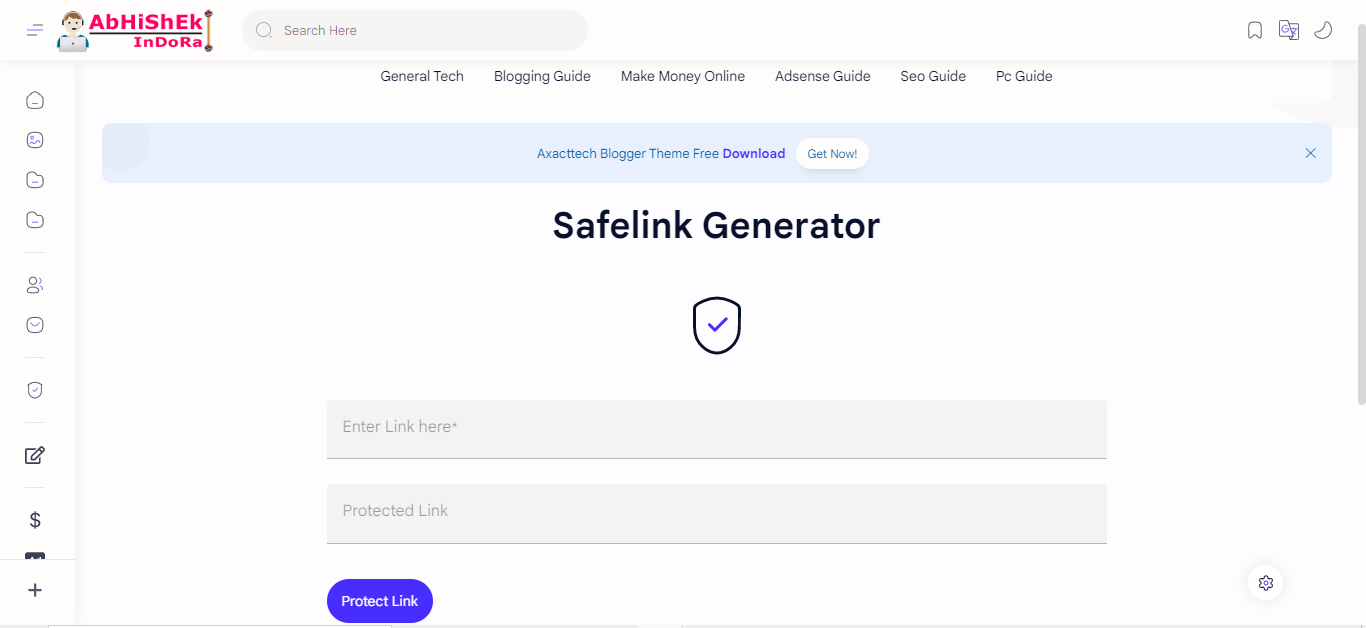 AbHiShEk
InDoRa
Search Here
General Tech Blogging Guide Make Money Online Adsense Guide Seo Guide Pc Guide
Axacttech Blogger Theme Free Download Get Now!
Safelink Generator
Enter Link here*
Protected Link
Protect Link